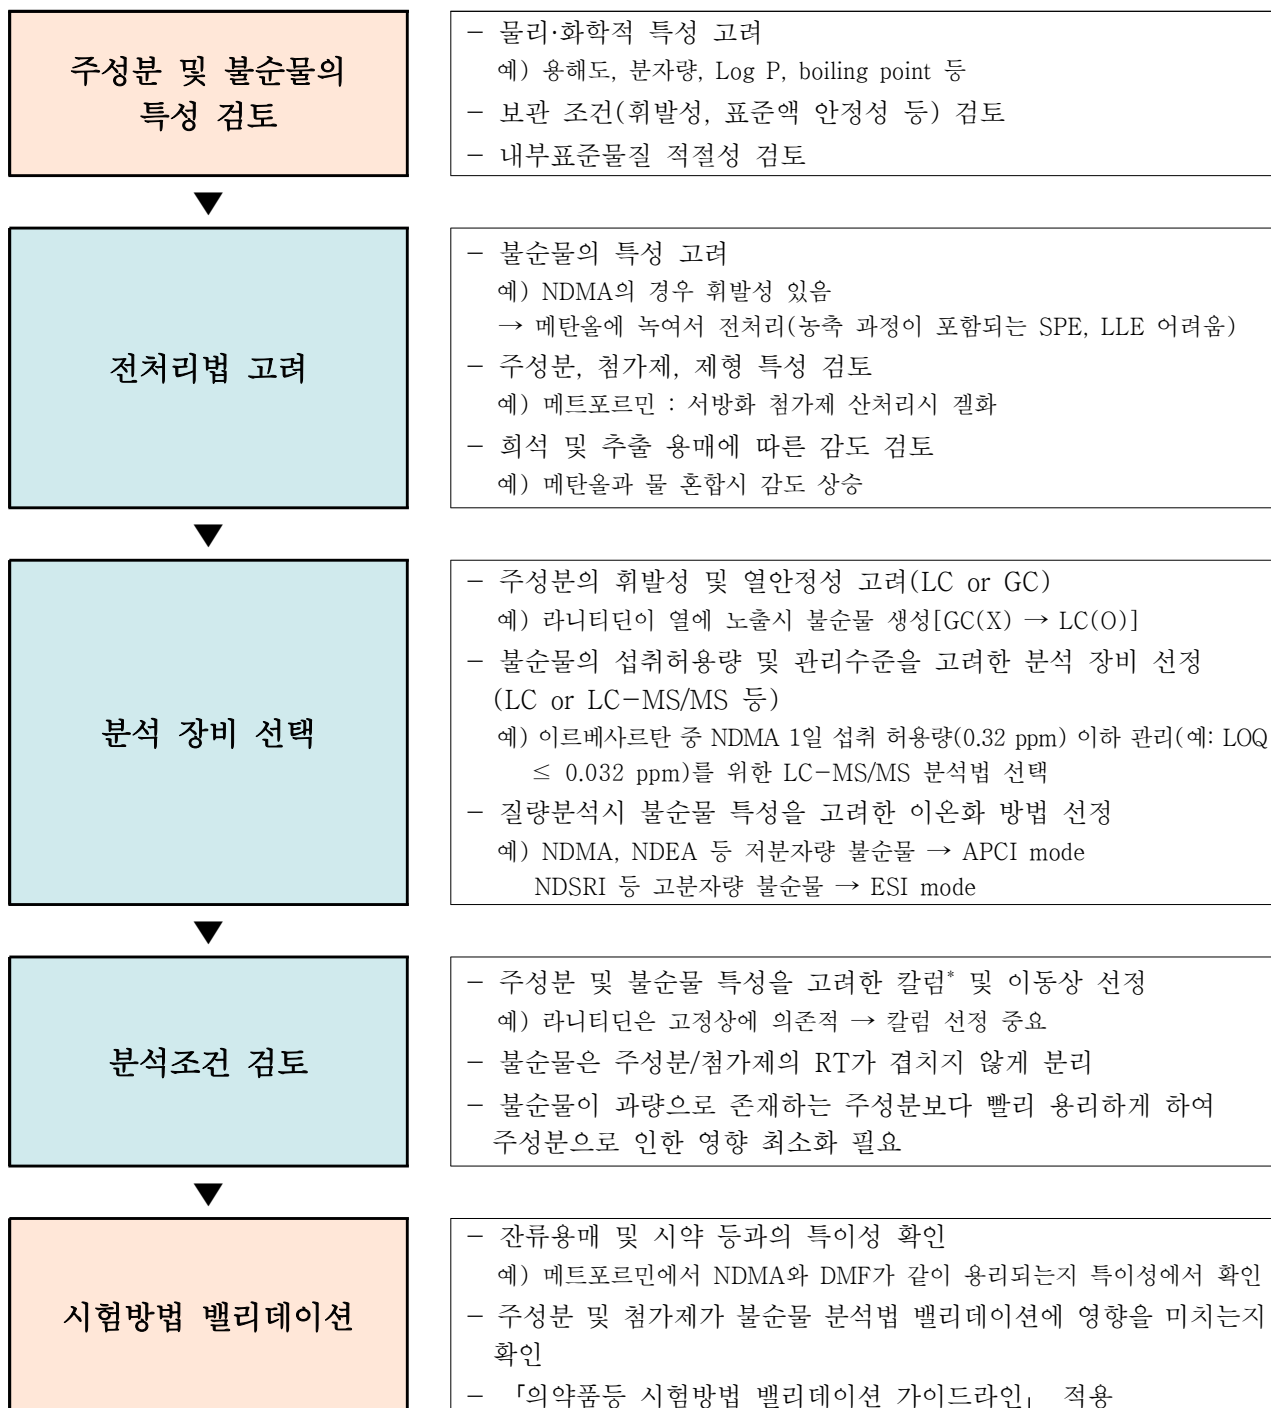 주성분 및 불순물의
특성 검토
- 물리·화학적 특성 고려
예) 용해도, 분자량, Log P, boiling point 등
- 보관 조건(휘발성, 표준액 안정성 등) 검토
- 내부표준물질 적절성 검토
▼
전처리법 고려
- 불순물의 특성 고려
예) NDMA의 경우 휘발성 있음
→ 메탄올에 녹여서 전처리(농축 과정이 포함되는 SPE, LLE 어려움)
- 주성분, 첨가제, 제형 특성 검토
예) 메트포르민 : 서방화 첨가제 산처리시 겔화
- 희석 및 추출 용매에 따른 감도 검토
예) 메탄올과 물 혼합시 감도 상승
▼
분석 장비 선택
- 주성분의 휘발성 및 열안정성 고려(LC or GC)
예) 라니티딘이 열에 노출시 불순물 생성[GC(X) → LC(O)]
- 불순물의 섭취허용량 및 관리수준을 고려한 분석 장비 선정
(LC or LC-MS/MS 등)
예) 이르베사르탄 중 NDMA 1일 섭취 허용량(0.32 ppm) 이하 관리(예: LOQ
≤ 0.032 ppm)를 위한 LC-MS/MS 분석법 선택
- 질량분석시 불순물 특성을 고려한 이온화 방법 선정
예) NDMA, NDEA 등 저분자량 불순물 → APCI mode
NDSRI 등 고분자량 불순물 → ESI mode
▼
분석조건 검토
- 주성분 및 불순물 특성을 고려한 칼럼* 및 이동상 선정
예) 라니티딘은 고정상에 의존적 → 칼럼 선정 중요
- 불순물은 주성분/첨가제의 RT가 겹치지 않게 분리
- 불순물이 과량으로 존재하는 주성분보다 빨리 용리하게 하여
주성분으로 인한 영향 최소화 필요
▼
시험방법 밸리데이션
- 잔류용매 및 시약 등과의 특이성 확인
예) 메트포르민에서 NDMA와 DMF가 같이 용리되는지 특이성에서 확인
- 주성분 및 첨가제가 불순물 분석법 밸리데이션에 영향을 미치는지
확인
- 「의약품등 시험방법 밸리데이션 가이드라인」 적용